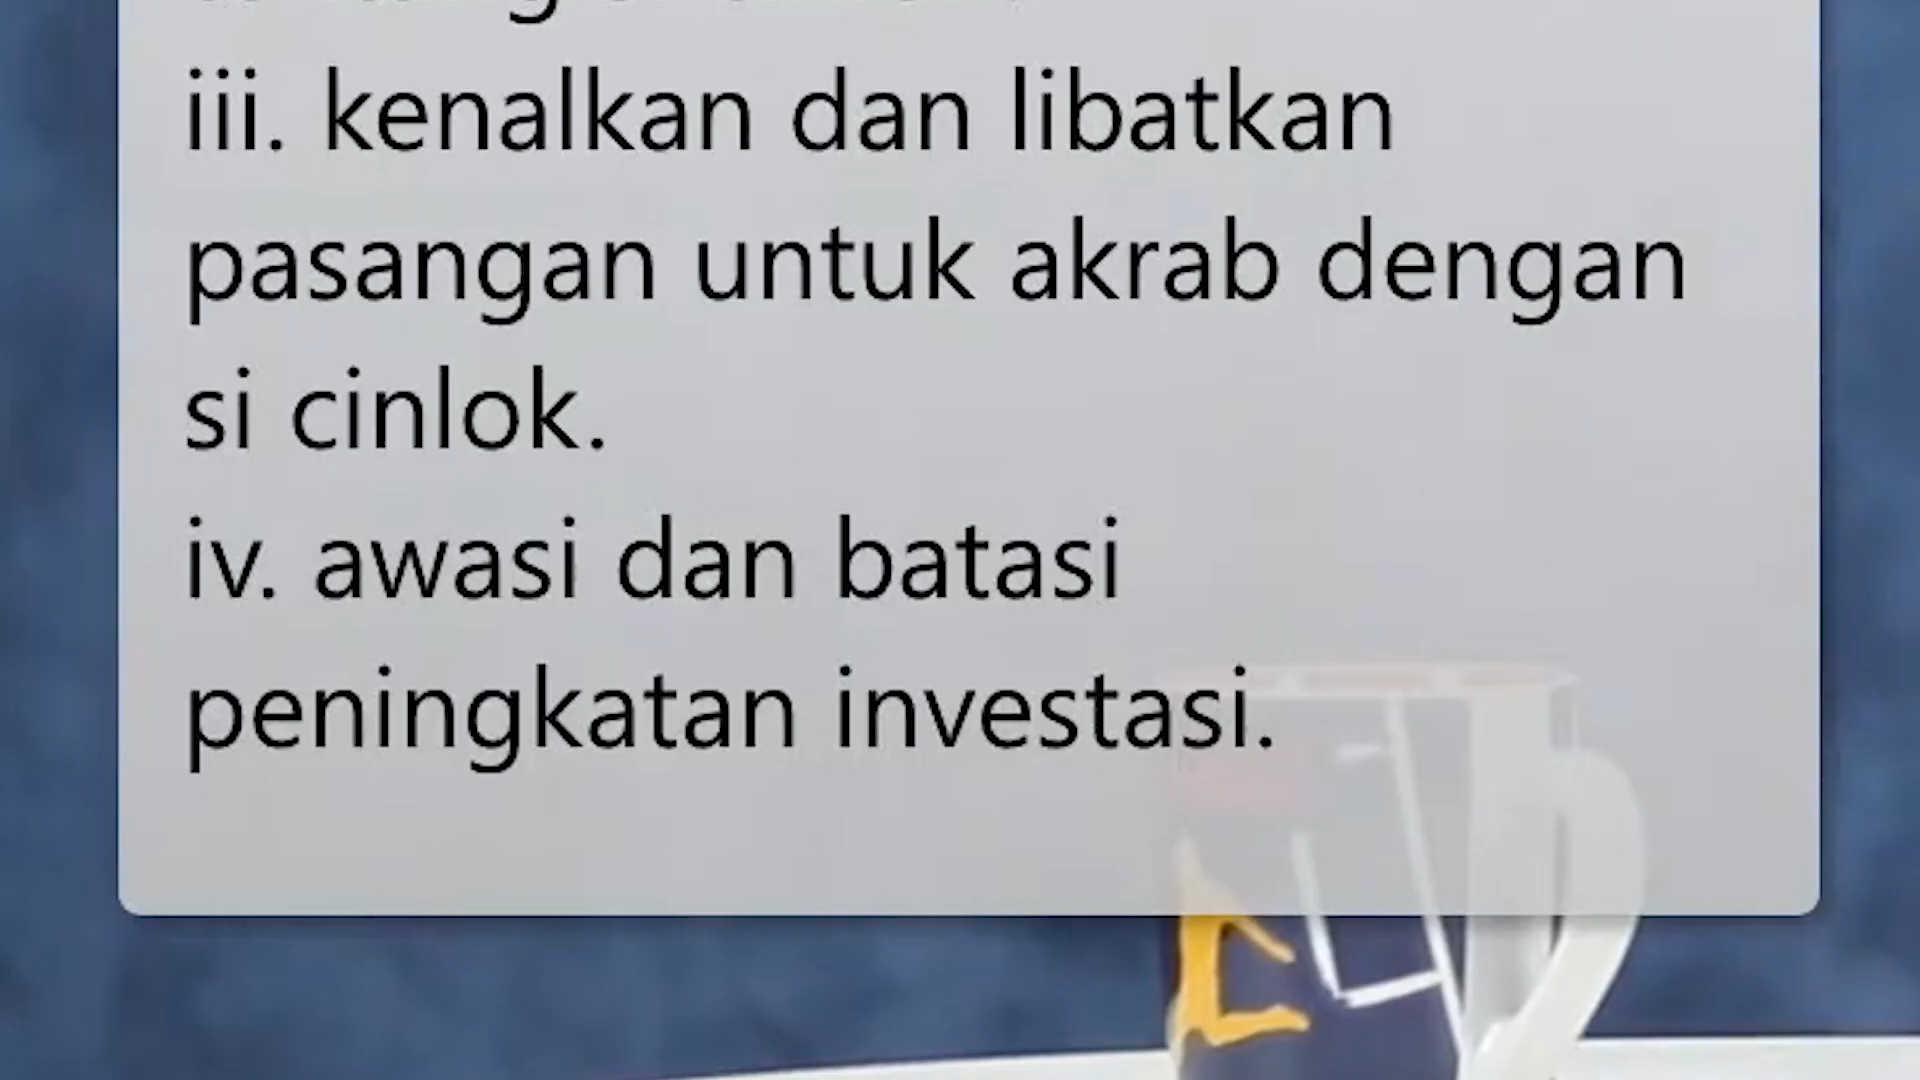 iii. kenalkan dan libatkan
pasangan untuk akrab dengan
si cinlok.
iv. awasi dan batasi
peningkatan investasi.